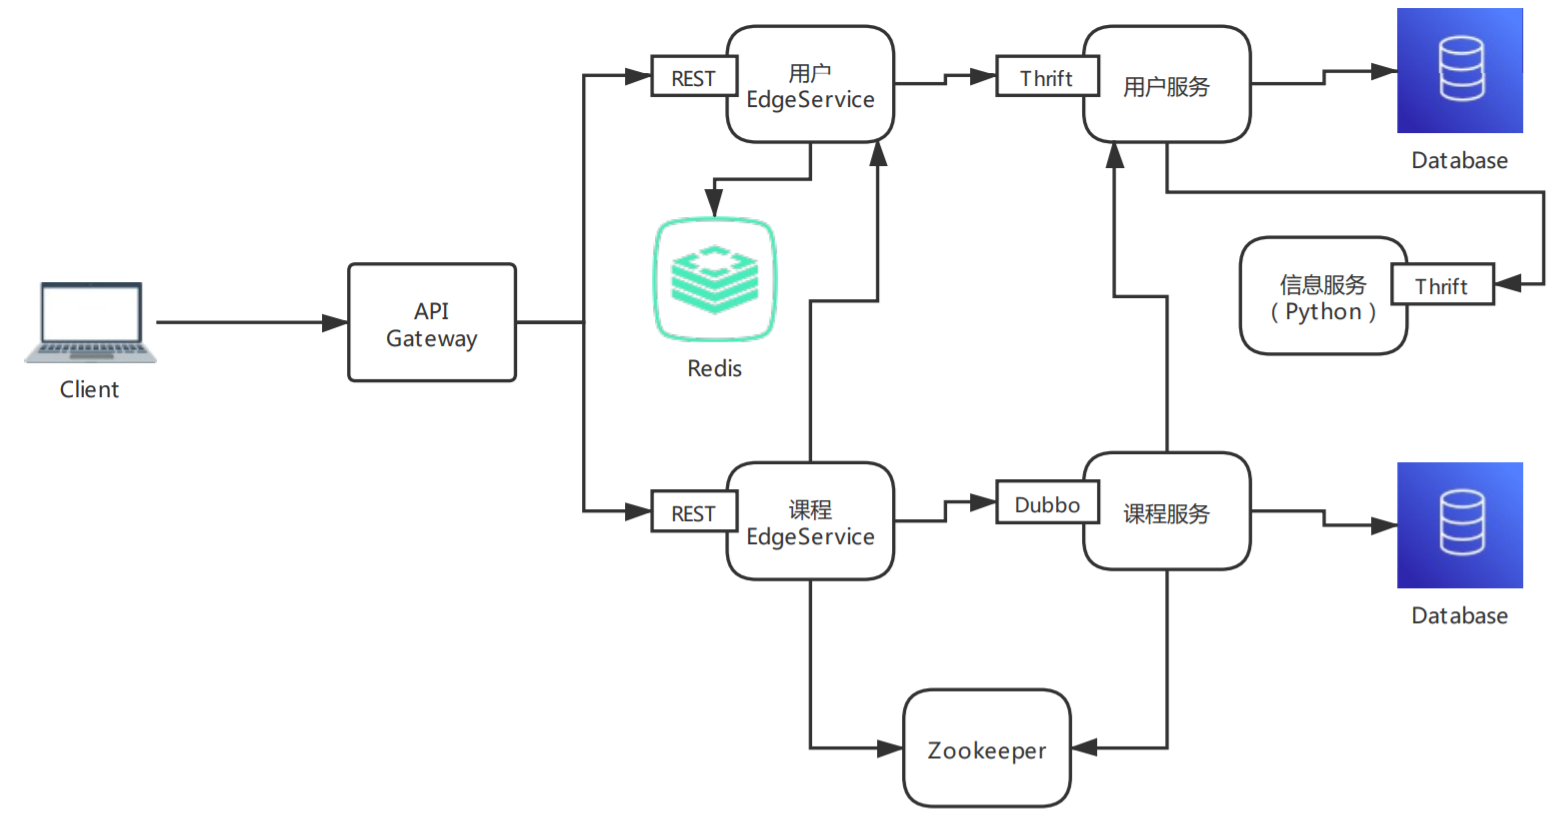 REST
用户
EdgeService
Thrift
用户服务
Database
Client
API
Gateway
Redis
信息服务
( Python )
Thrift
REST
课程
EdgeService
Dubbo
课程服务
Database
Zookeeper